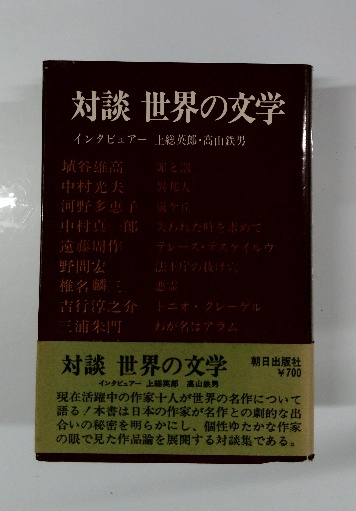 対談 世界の文学
インタビュアー 上総英郎・高山鉄男
埴谷雄高 罪と罰
中村光夫 異邦人
河野多恵子 嵐ケ丘
中村真一郎 失われた時を求めて
遠藤周作 テレーズ・デスケイルウ
野間宏 法王庁の抜け穴
椎名麟三 悪霊
吉行淳之介 トニオ・クレーゲル
三浦朱門 わが名はアラム
対談 世界の文学
インタビュアー 上総英郎 高山鉄男
朝日出版社
¥700
現在活躍中の作家十人が世界の名作について
語る!本書は日本の作家が名作との劇的な出
合いの秘密を明らかにし、個性ゆたかな作家
の眼で見た作品論を展開する対談集である。